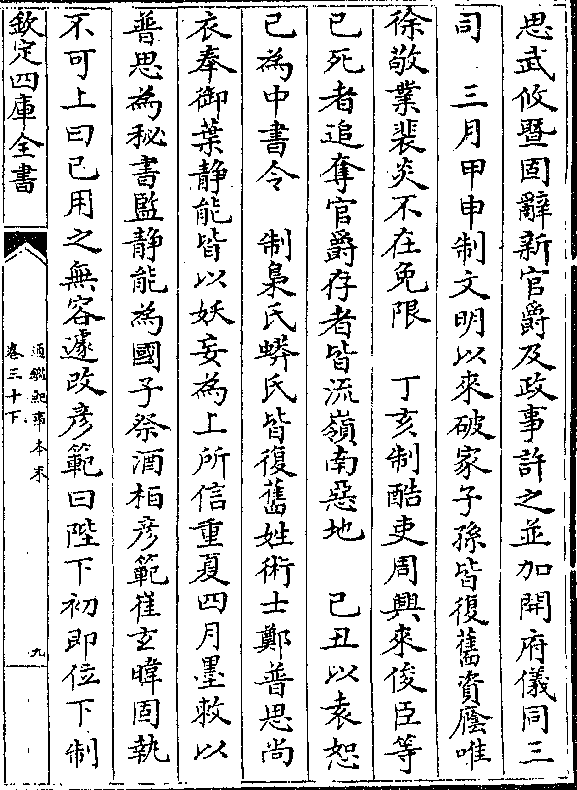 思武攸暨固辭新官爵及政事許之並加開府儀同三
司　三月甲申制文明以來破家子孫皆復舊資廕唯
徐敬業裴炎不在免限　丁亥制酷吏周興來俊臣等
已死者追奪官爵存者皆流嶺南惡地　己丑以袁恕
己為中書令　制梟氏蟒氏皆復舊姓術士鄭普思尚
衣奉御葉静能皆以妖妄為上所信重夏四月墨敕以
普思為秘書監静能為國子祭酒桓彦範崔玄暐固執
不可上曰已用之無容遽改彦範曰陛下初即位下制
欽定四庫全書
通鑑紀事本末
卷三十下
九